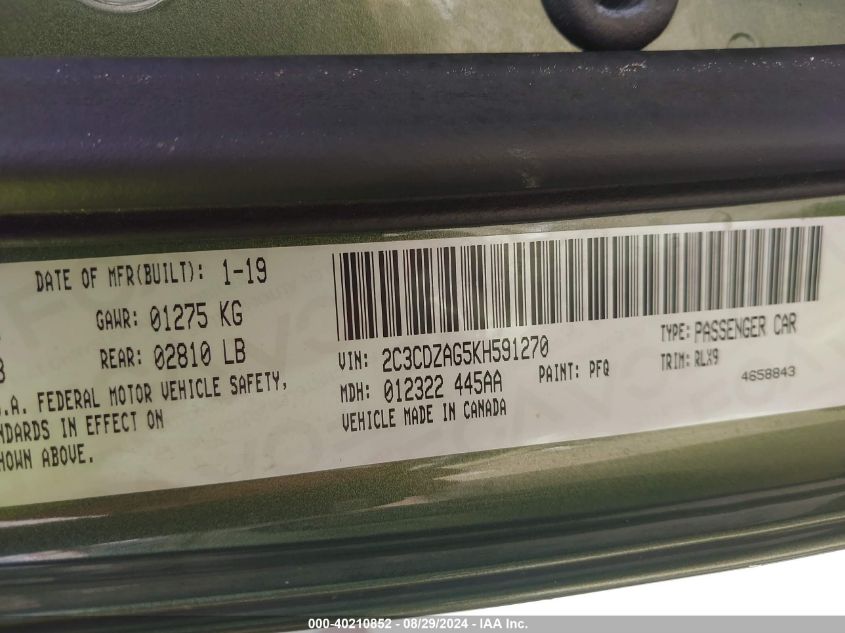 DATE OF MFR(BUILT): 1-19
GAWR: 01275 KG
REAR: 02810 LB
.A. FEDERAL MOTOR VEHICLE SAFETY,
NDARDS IN EFFECT ON
HOWN ABOVE.
VIN: 2C3CDZAG5KH591270
TYPE: PASSENGER CAR
MDH: 012322 445AA
PAINT: PFQ
TRIM: RLX9
VEHICLE MADE IN CANADA
4658843
000-40210852 - 08/29/2024 - IAA Inc.